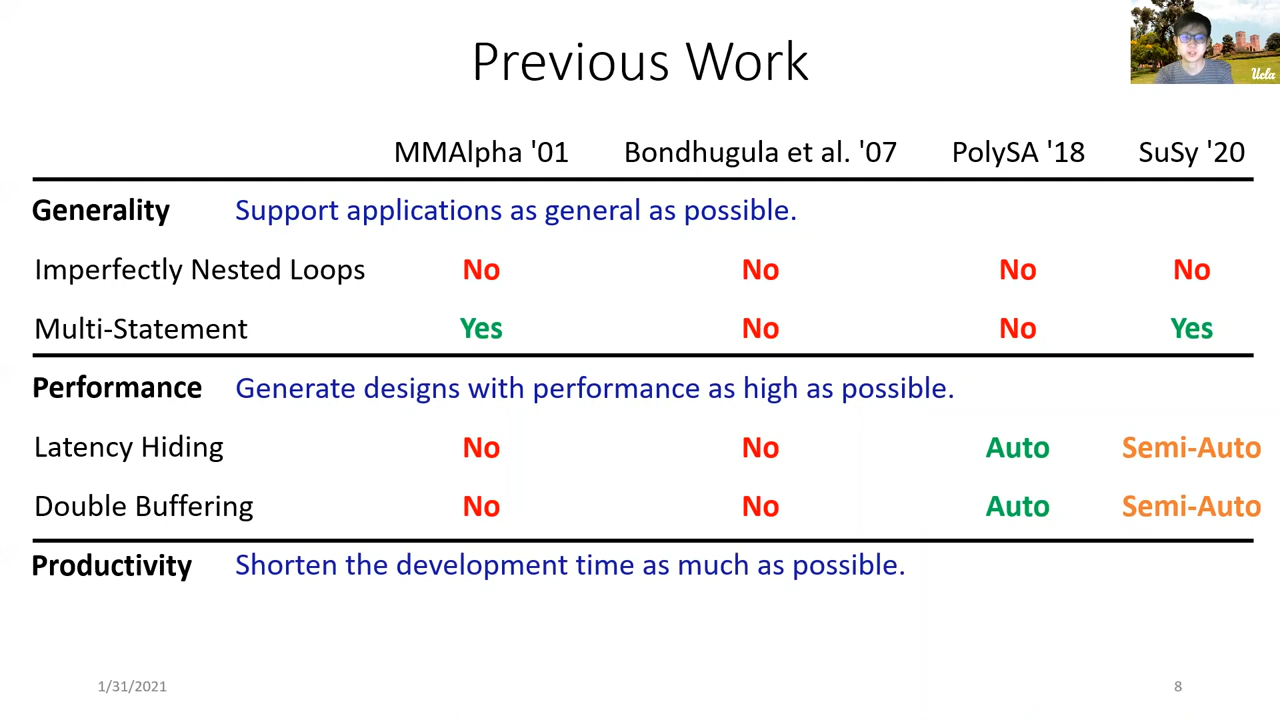 Previous Work
Ucla
MMAlpha '01 Bondhugula et al. '07 PolySA '18 SuSy '20
Generality Support applications as general as possible.
Imperfectly Nested Loops No No No No
Multi-Statement Yes No No Yes
Performance Generate designs with performance as high as possible.
Latency Hiding No No Auto Semi-Auto
Double Buffering No No Auto Semi-Auto
Productivity Shorten the development time as much as possible.
1/31/2021 8